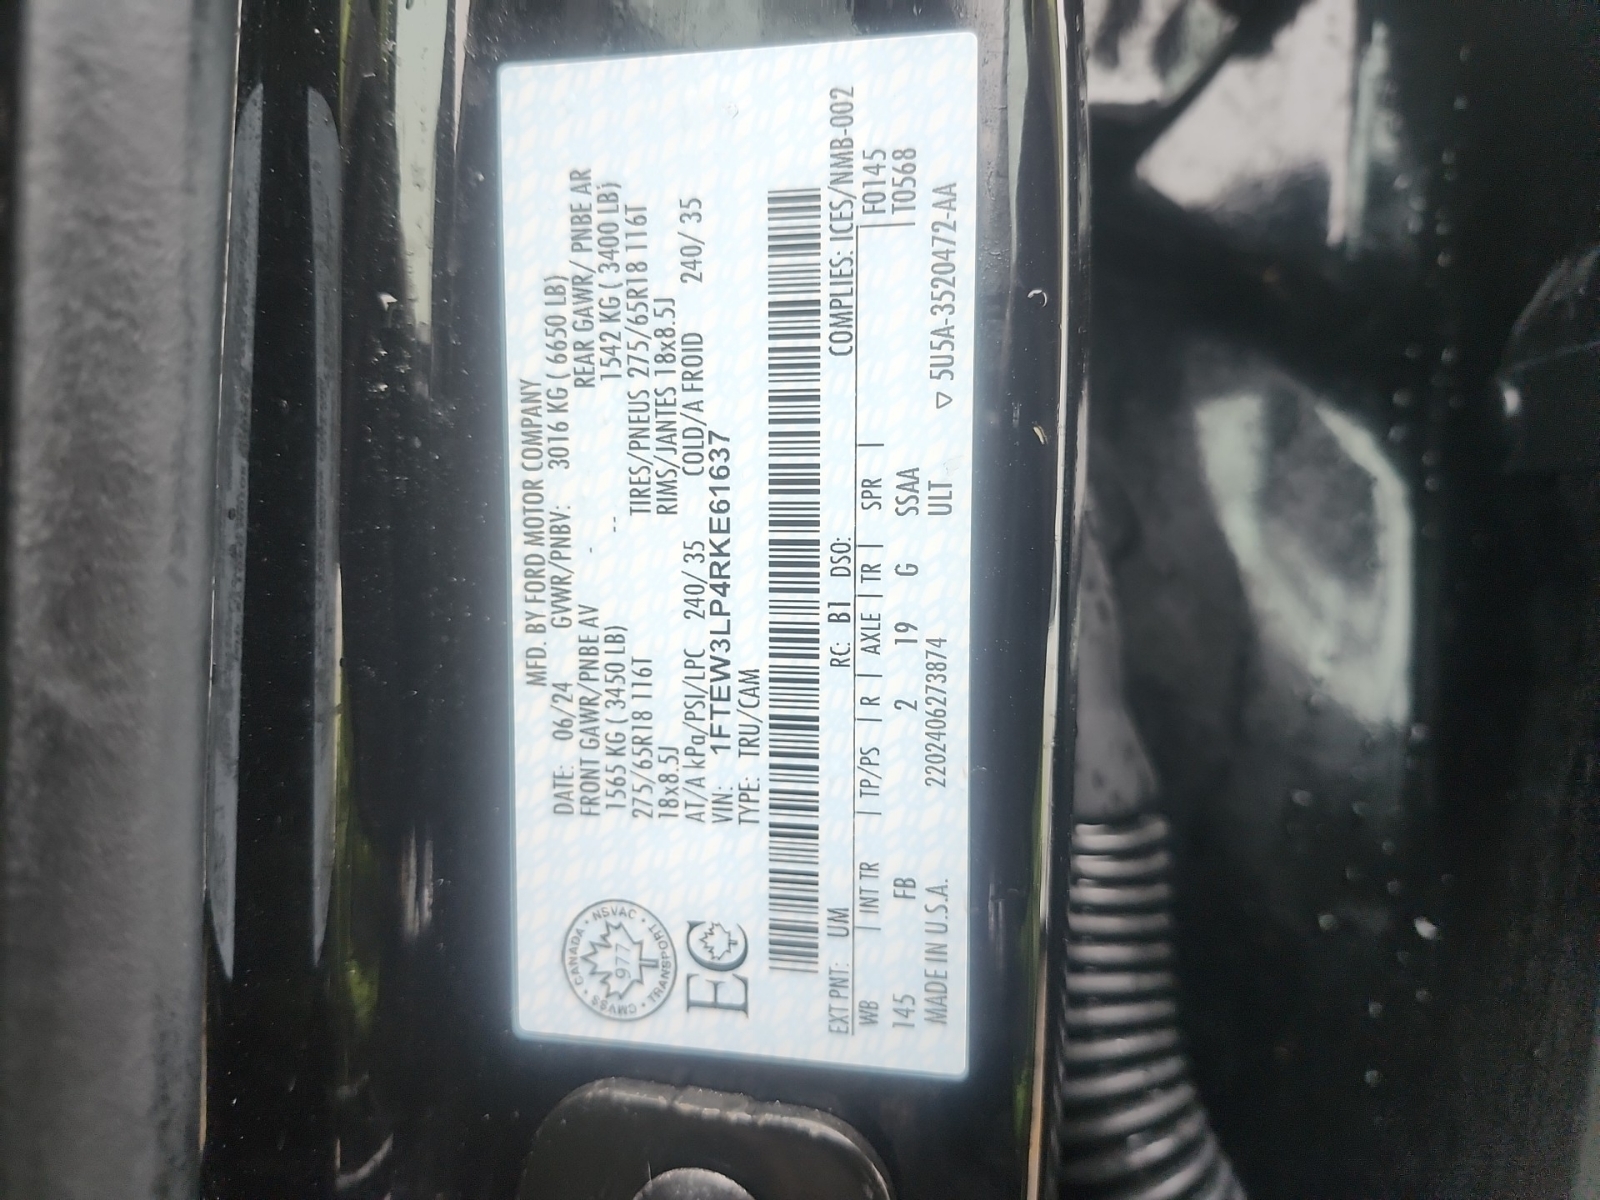 MFD. BY FORD MOTOR COMPANY
DATE: 06/24 GVWR/PNBV: 3016 KG ( 6650 LB)
FRONT GAWR/PNBE AV - REAR GAWR/ PNBE AR
1565 KG ( 3450 LB) -- 1542 KG ( 3400 LB)
275/65R18 116T TIRES/PNEUS 275/65R18 116T
18x8.5J RIMS/JANTES 18x8.5J
AT/A kPa/PSI/LPC 240/ 35 COLD/A FROID 240/ 35
VIN: 1FTEW3LP4RKE61637
TYPE: TRU/CAM
CANADA • NSVAC • TRANSPORT • CMVSS •
977
EC
EXT PNT: UM RC: B1 DSO: COMPLIES: ICES/NMB-002
WB | INT TR | TP/PS | R | AXLE | TR | SPR | F0145
145 FB 2 19 G SSAA | T0568
MADE IN U.S.A. 2202406273874 ULT ▽ 5U5A-3520472-AA